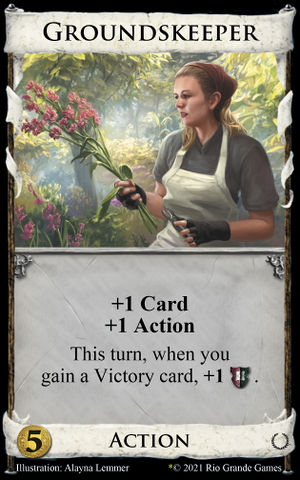 GROUNDSKEEPER
+1 Card
+1 Action
This turn, when you
gain a Victory card, +1 .
5 ACTION
Illustration: Alayna Lemmer *© 2021 Rio Grande Games